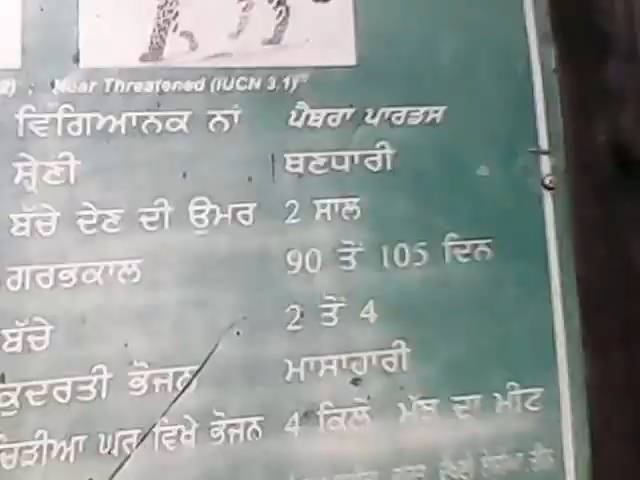 : Near Threatened (IUCN 3.1)
ਵਿਗਿਆਨਕ ਨਾਂ ਪੈਥਰਾ ਪਾਰਡਸ
ਸ਼੍ਰੇਣੀ ਥਣਧਾਰੀ
ਬੱਚੇ ਦੇਣ ਦੀ ਉਮਰ 2 ਸਾਲ
ਗਰਭਕਾਲ 90 ਤੋਂ 105 ਦਿਨ
ਬੱਚੇ 2 ਤੋਂ 4
ਕੁਦਰਤੀ ਭੋਜਨ ਮਾਸਾਹਾਰੀ
ਚਿੜੀਆ ਘਰ ਵਿਖੇ ਭੋਜਨ 4 ਕਿਲੋ ਮੱਝ ਦਾ ਮੀਟ